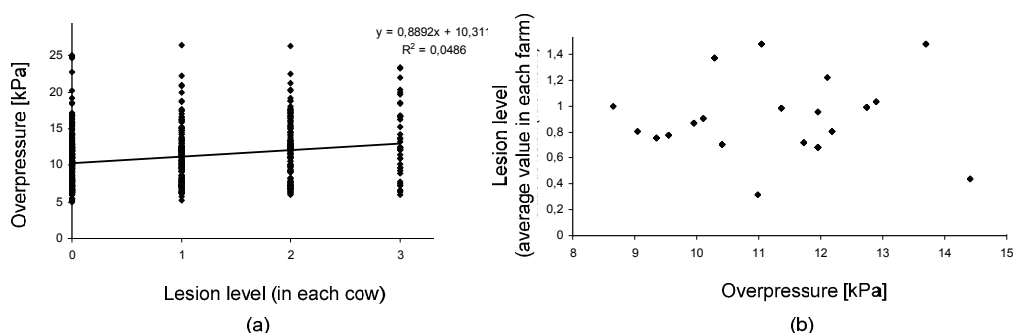 y = 0,8892x + 10,311
R² = 0,0486
25
20
15
10
5
0
0 1 2 3
Overpressure [kPa]
Lesion level (in each cow)
(a)
1,4
1,2
1
0,8
0,6
0,4
0,2
0
8 9 10 11 12 13 14 15
Lesion level
(average value in each farm)
Overpressure [kPa]
(b)